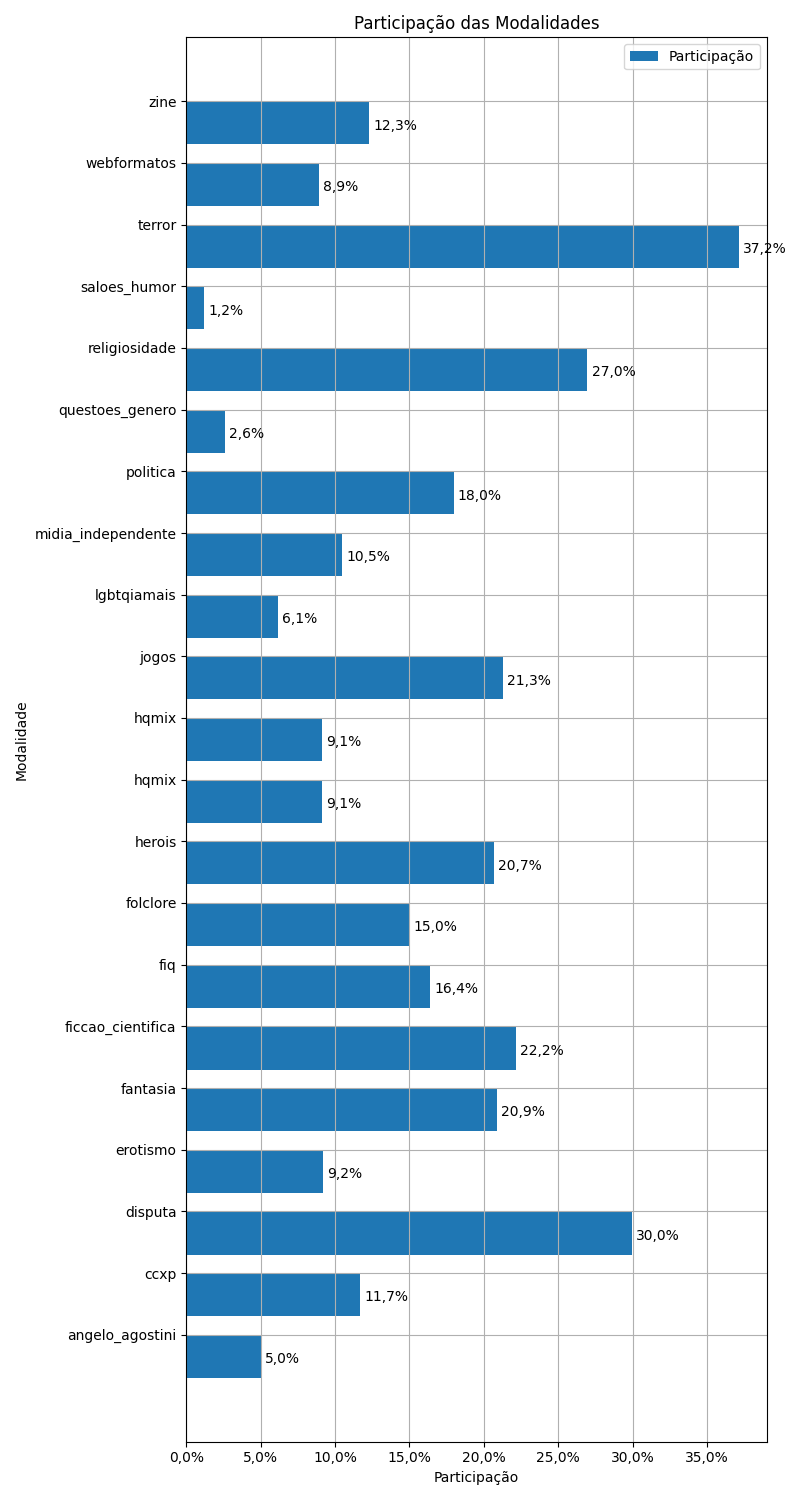 Participação das Modalidades
Participação
zine
12,3%
webformatos
8,9%
terror
37,2%
saloes_humor
1,2%
religiosidade
27,0%
questoes_genero
2,6%
politica
18,0%
midia_independente
10,5%
lgbtqiamais
6,1%
jogos
21,3%
hqmix
9,1%
hqmix
9,1%
herois
20,7%
folclore
15,0%
fiq
16,4%
ficcao_cientifica
22,2%
fantasia
20,9%
erotismo
9,2%
disputa
30,0%
ccxp
11,7%
angelo_agostini
5,0%
Modalidade
0,0% 5,0% 10,0% 15,0% 20,0% 25,0% 30,0% 35,0%
Participação